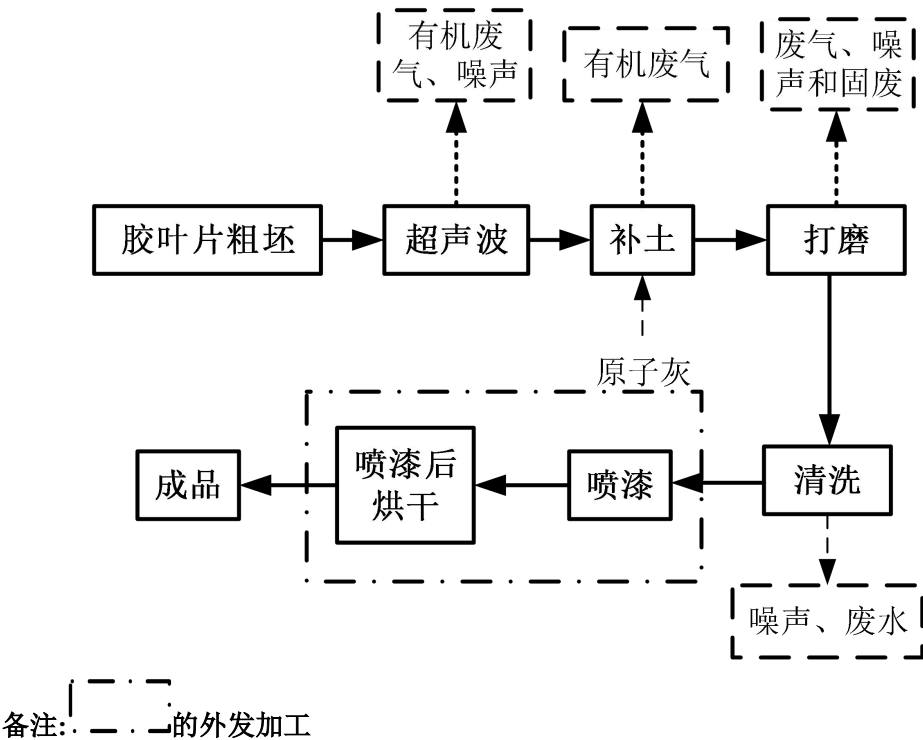 有机废
气、噪声
有机废气
废气、噪
声和固废
胶叶片粗坯
超声波
补土
打磨
原子灰
成品
喷漆后
烘干
喷漆
清洗
噪声、废水
备注:
的外发加工